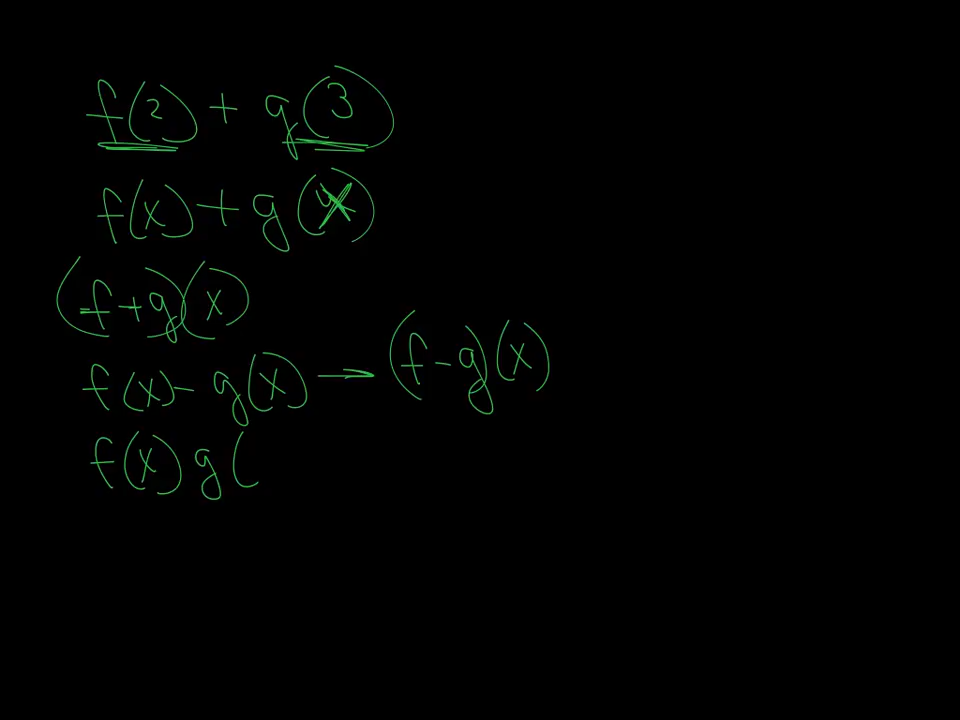 f(2) + g(3)
f(x) + g(x)
(f+g)(x)
f(x) - g(x) → (f-g)(x)
f(x) g(